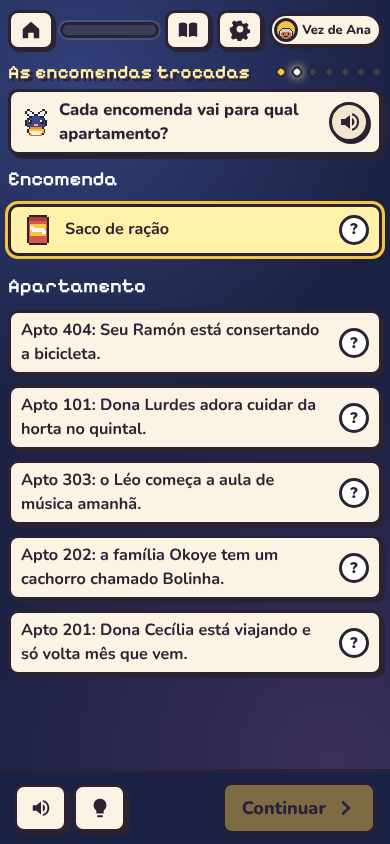 Vez de Ana
As encomendas trocadas
Cada encomenda vai para qual
apartamento?
Encomenda
Saco de ração
?
Apartamento
Apto 404: Seu Ramón está consertando
a bicicleta.
?
Apto 101: Dona Lurdes adora cuidar da
horta no quintal.
?
Apto 303: o Léo começa a aula de
música amanhã.
?
Apto 202: a família Okoye tem um
cachorro chamado Bolinha.
?
Apto 201: Dona Cecília está viajando e
só volta mês que vem.
?
Continuar